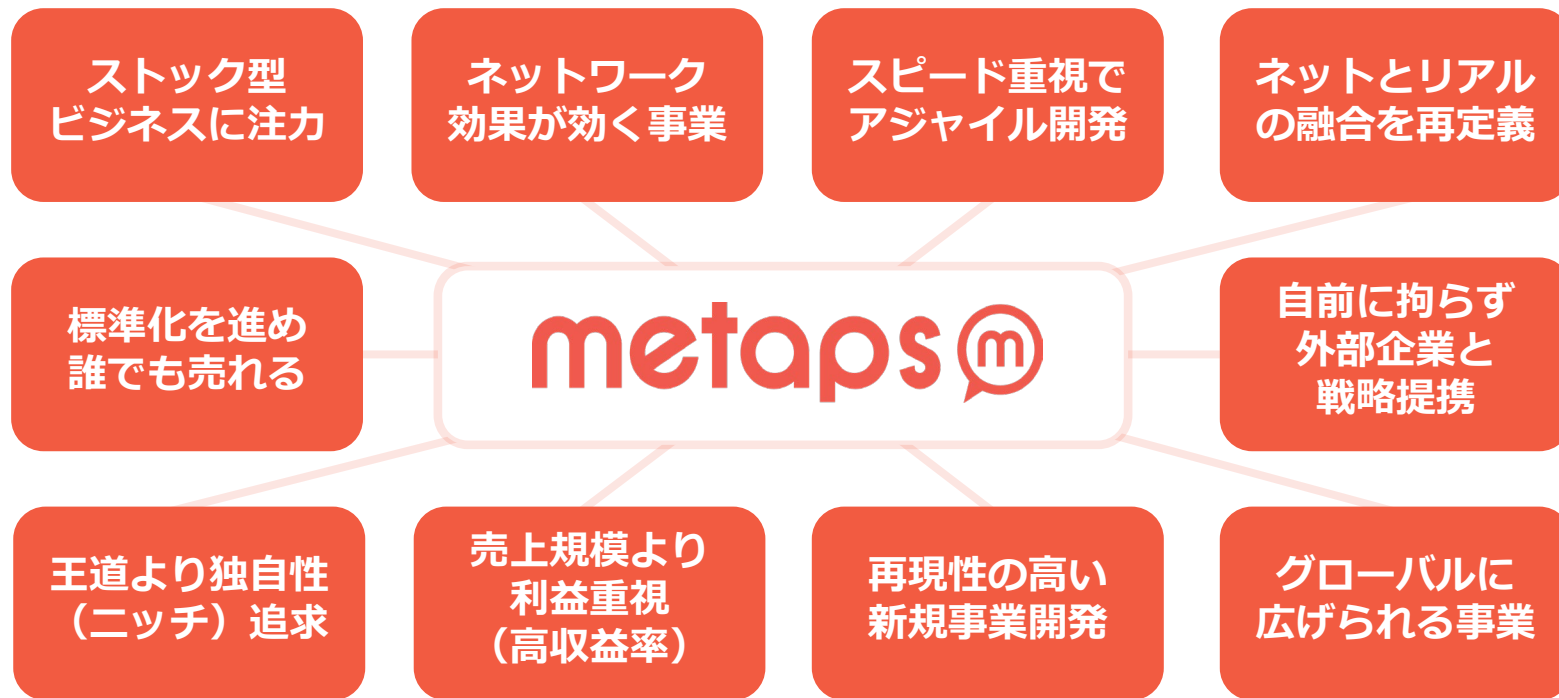 ストック型
ビジネスに注力
ネットワーク
効果が効く事業
スピード重視で
アジャイル開発
ネットとリアル
の融合を再定義
標準化を進め
誰でも売れる
metaps m
自前に拘らず
外部企業と
戦略提携
王道より独自性
（ニッチ）追求
売上規模より
利益重視
（高収益率）
再現性の高い
新規事業開発
グローバルに
広げられる事業